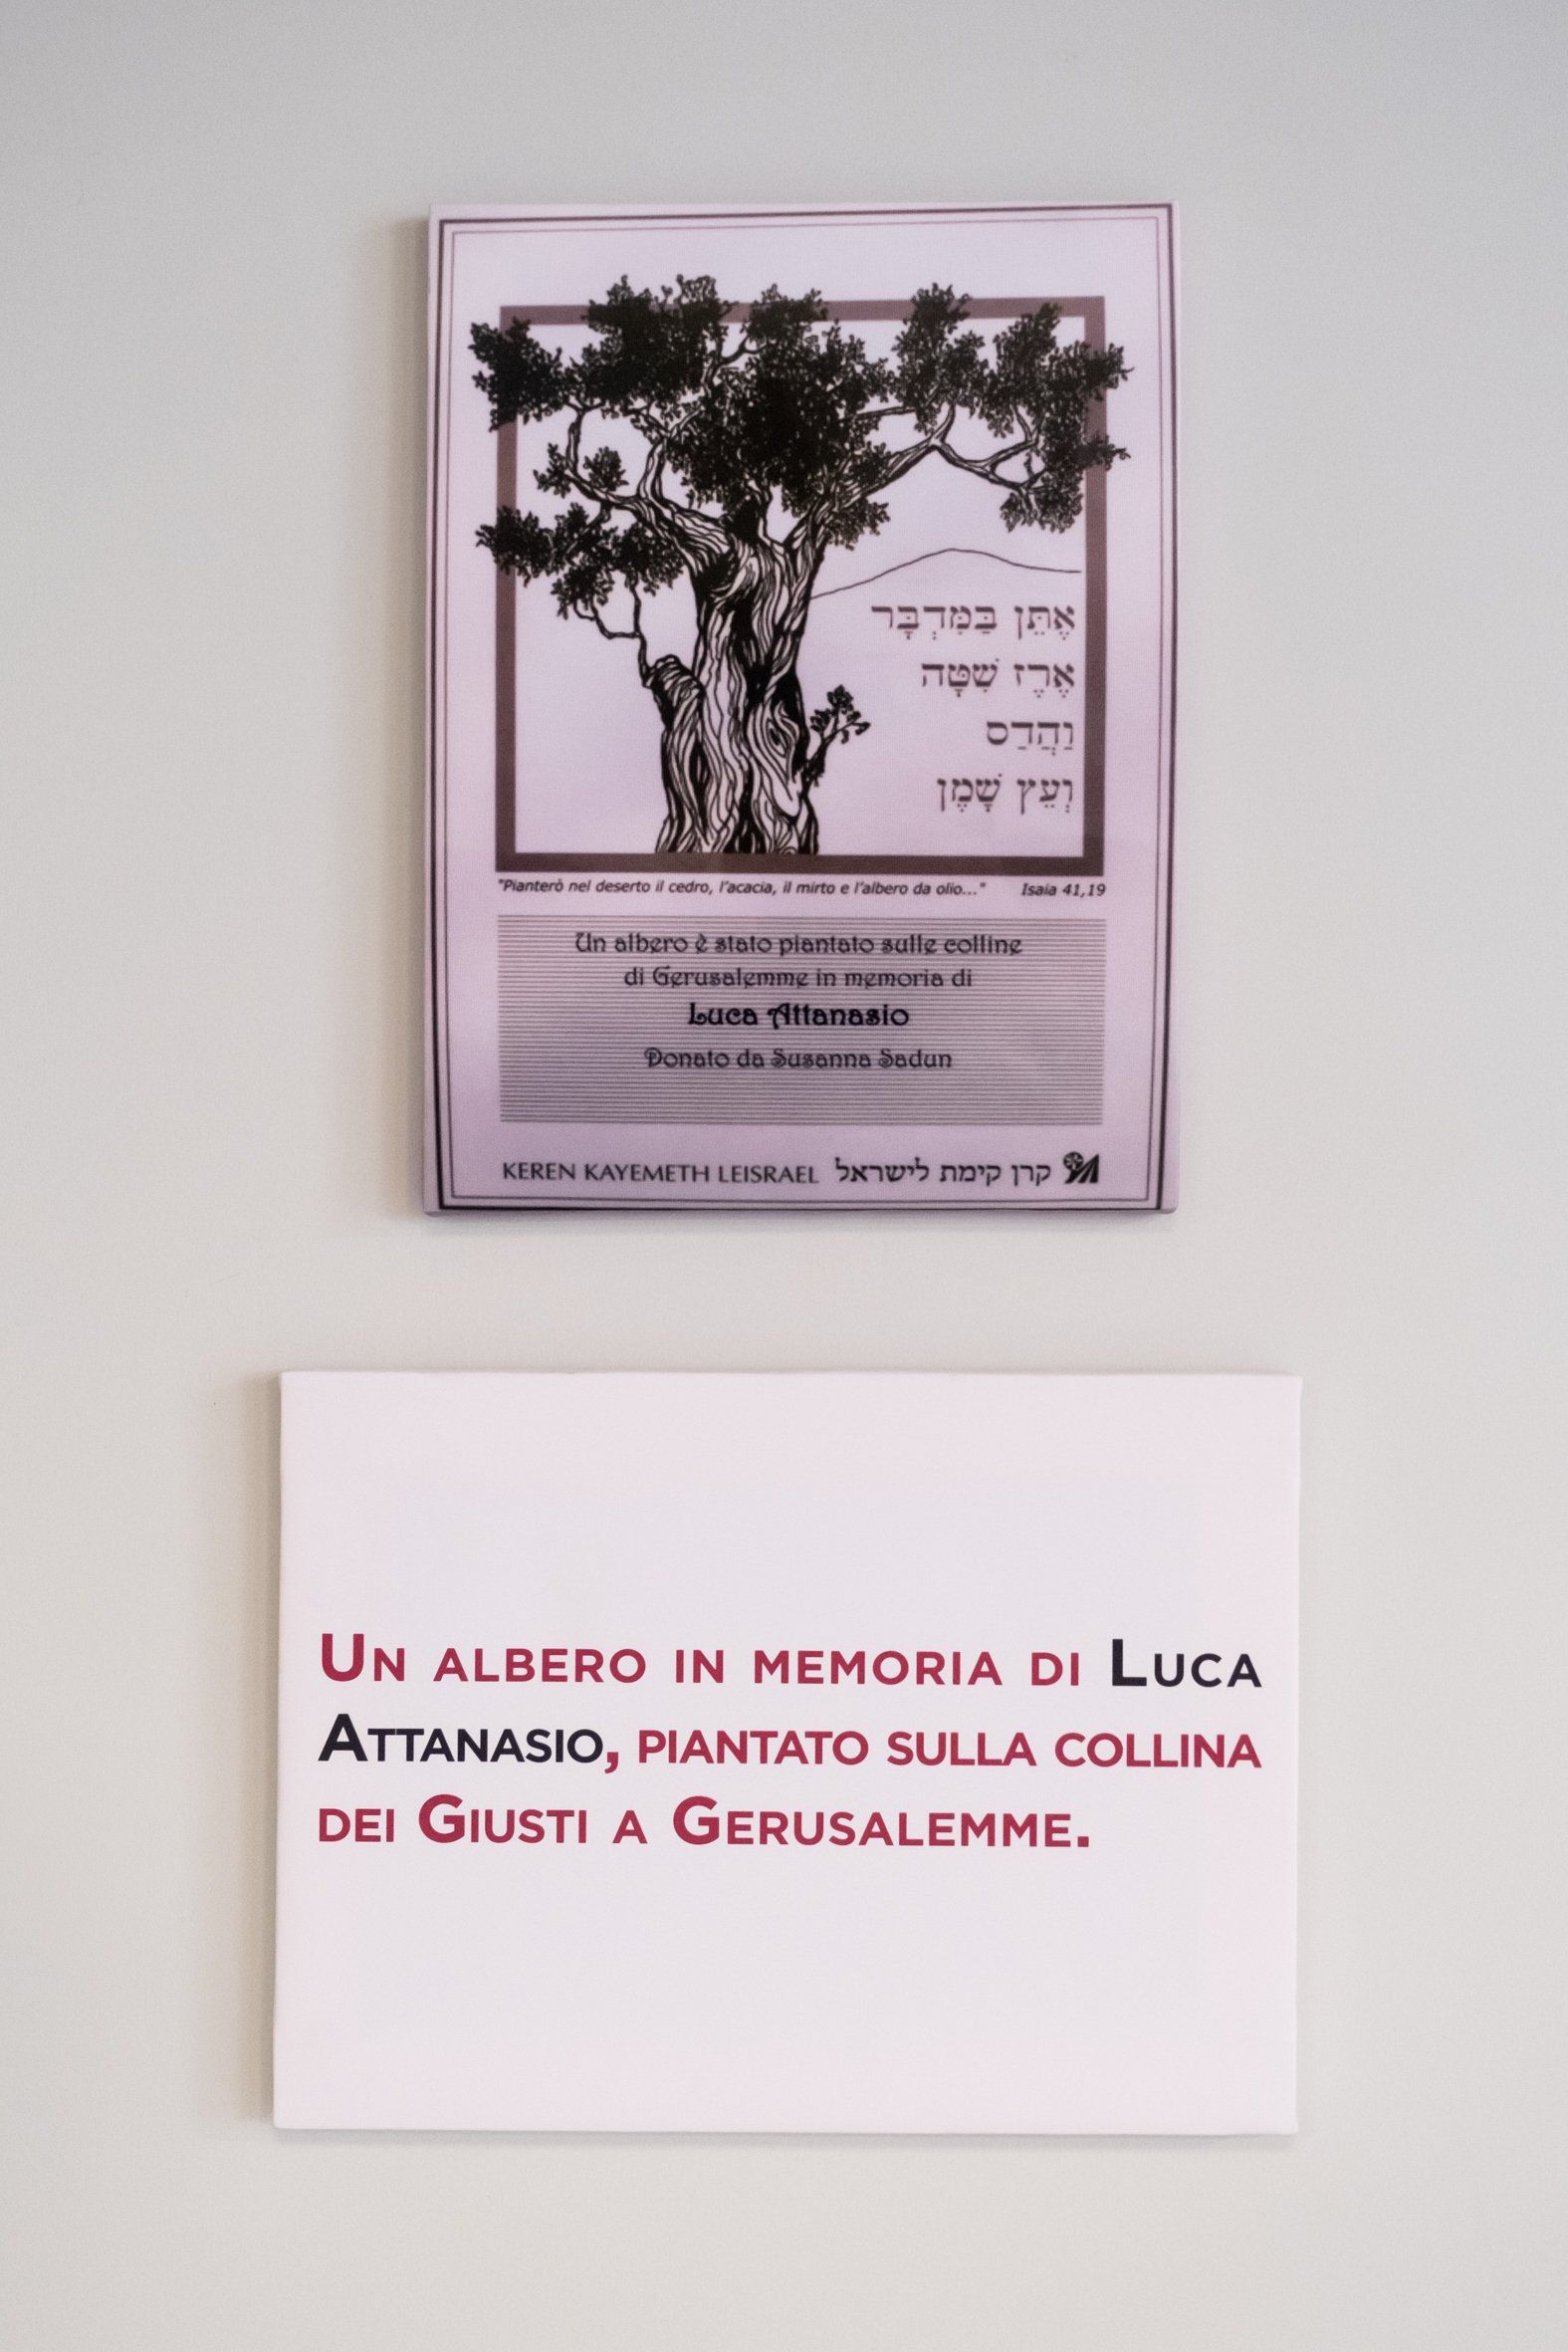 אֶתֵּן בַּמִּדְבָּר
אֶרֶז שִׁטָּה
וַהֲדַס
וְעֵץ שָׁמֶן
"Pianterò nel deserto il cedro, l'acacia, il mirto e l'albero da olio..." Isaia 41,19
Un albero è stato piantato sulle colline
di Gerusalemme in memoria di
Luca Attanasio
Donato da Susanna Sadun
KEREN KAYEMETH LEISRAEL קרן קימת לישראל
UN ALBERO IN MEMORIA DI LUCA
ATTANASIO, PIANTATO SULLA COLLINA
DEI GIUSTI A GERUSALEMME.